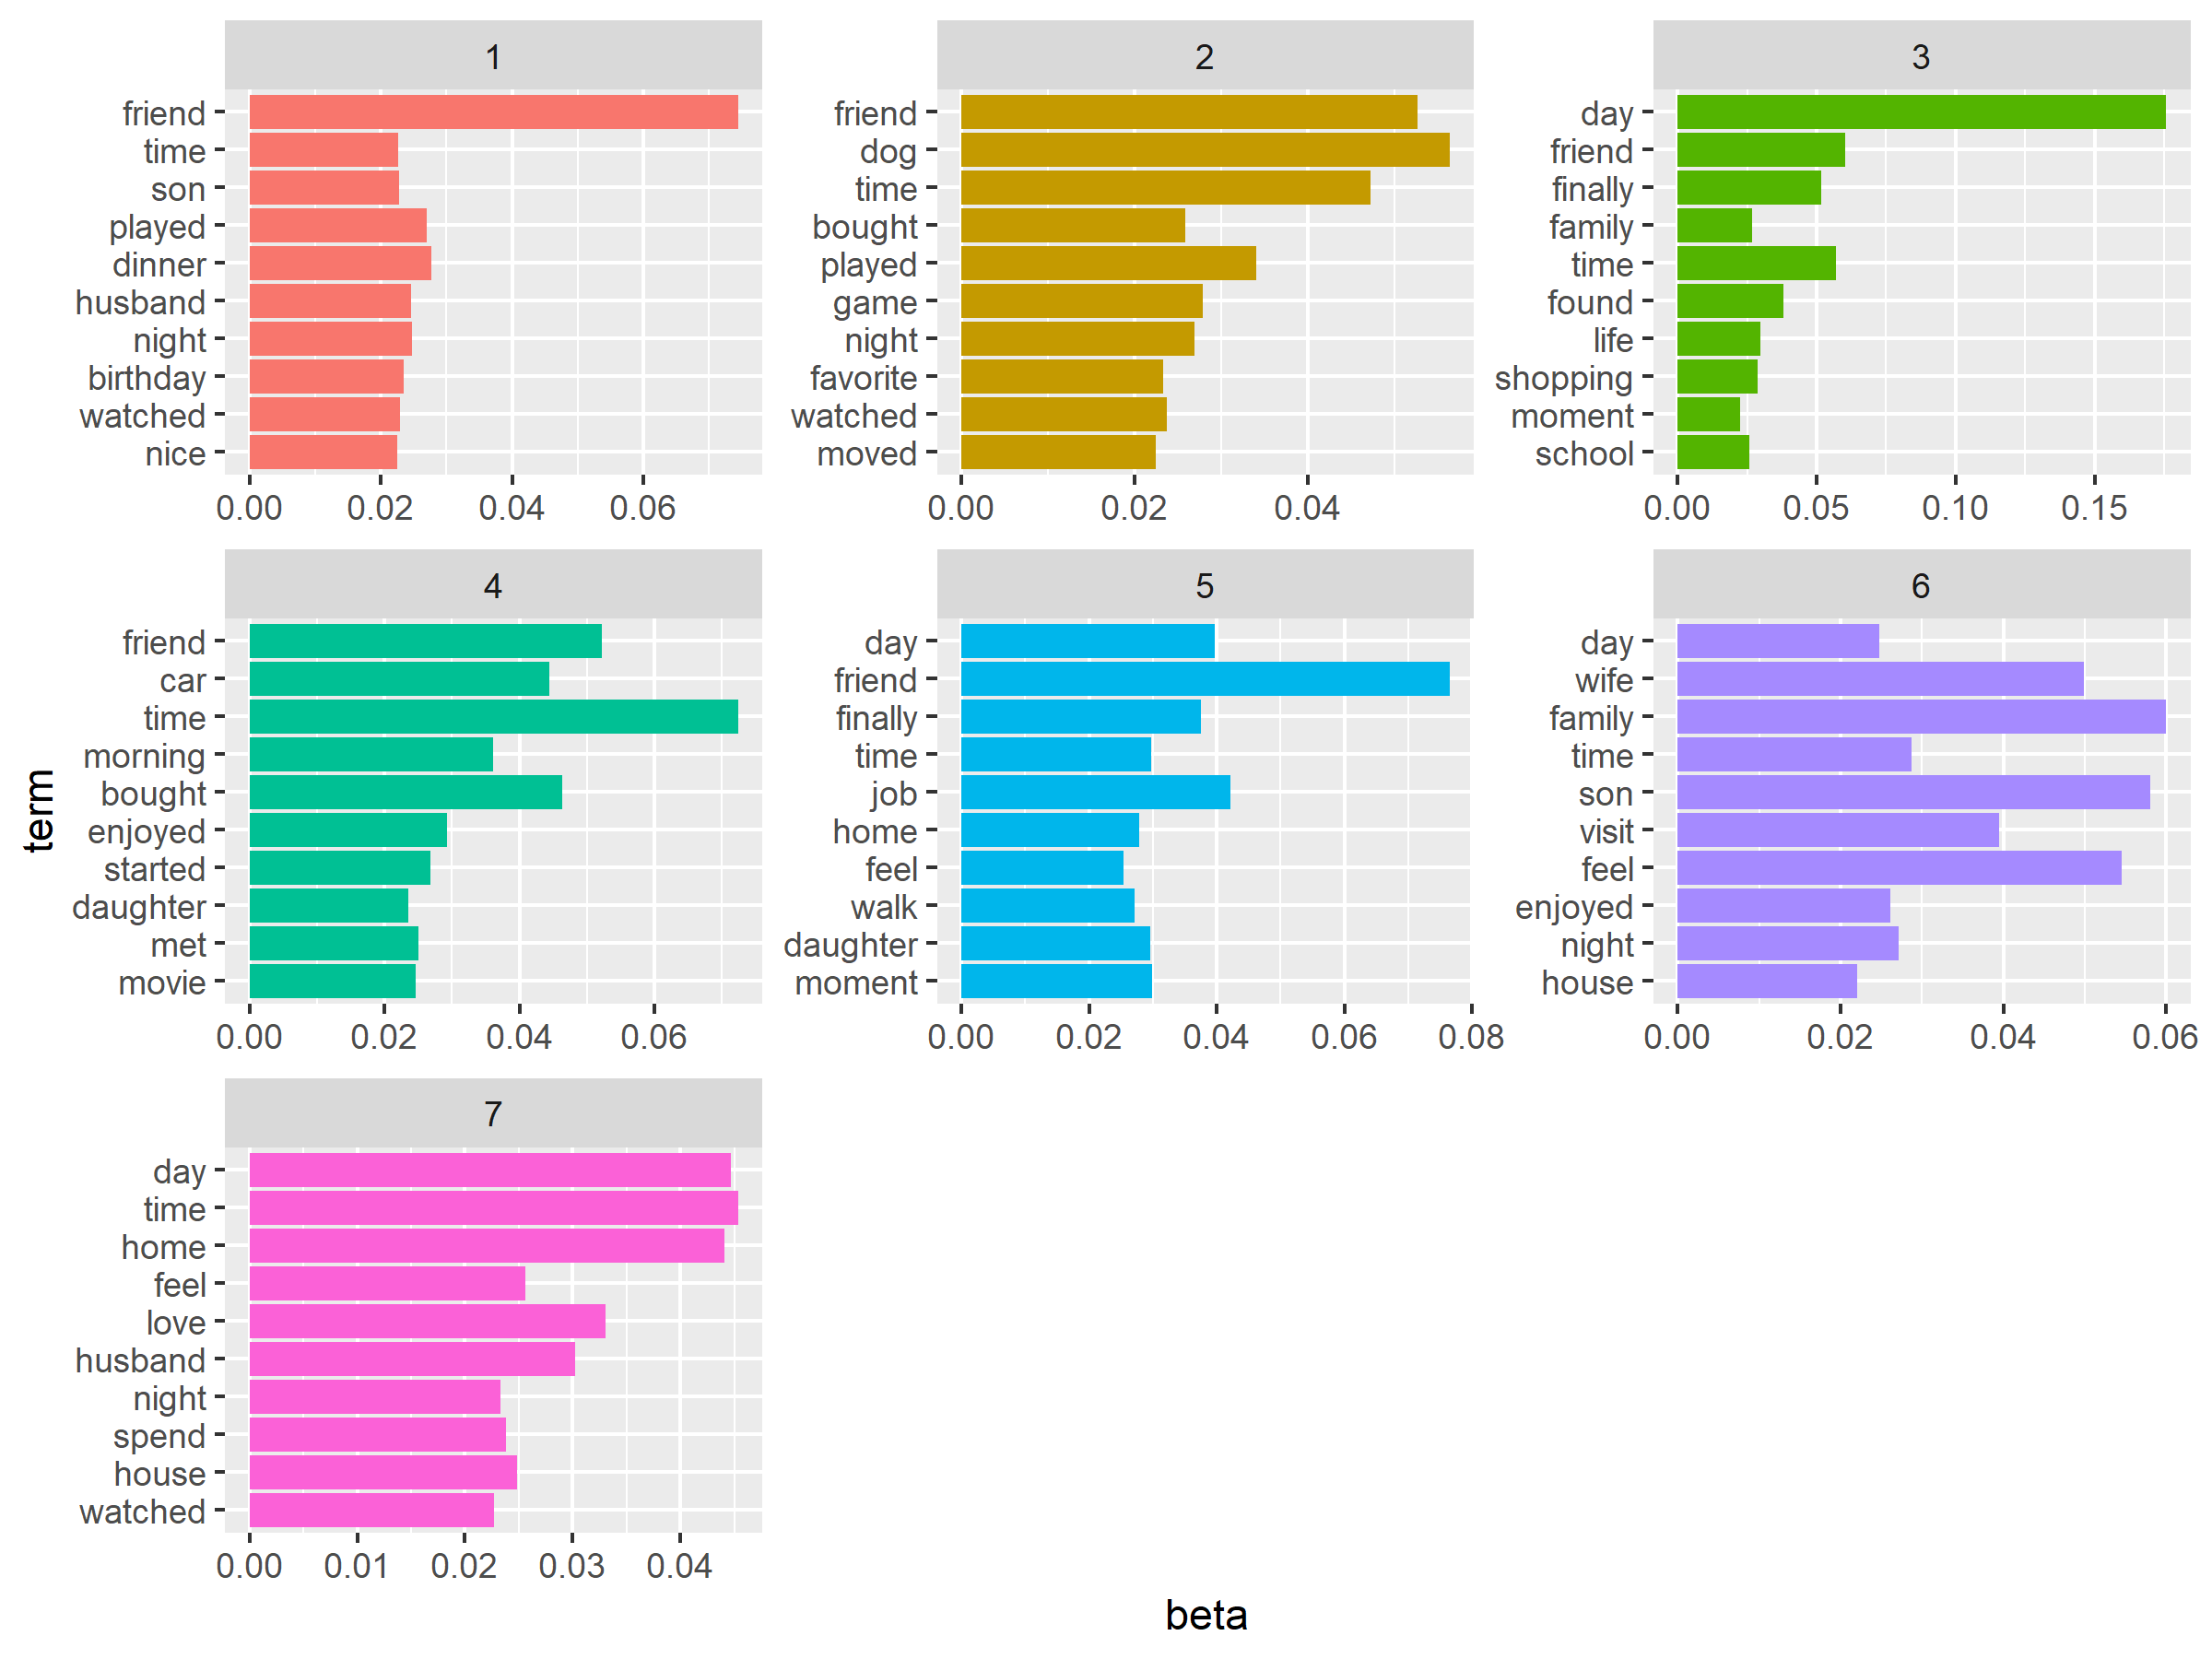 1
friend
time
son
played
dinner
husband
night
birthday
watched
nice
0.00 0.02 0.04 0.06
2
friend
dog
time
bought
played
game
night
favorite
watched
moved
0.00 0.02 0.04
3
day
friend
finally
family
time
found
life
shopping
moment
school
0.00 0.05 0.10 0.15
4
friend
car
time
morning
bought
enjoyed
started
daughter
met
movie
0.00 0.02 0.04 0.06
5
day
friend
finally
time
job
home
feel
walk
daughter
moment
0.00 0.02 0.04 0.06 0.08
6
day
wife
family
time
son
visit
feel
enjoyed
night
house
0.00 0.02 0.04 0.06
7
day
time
home
feel
love
husband
night
spend
house
watched
0.00 0.01 0.02 0.03 0.04
term
beta